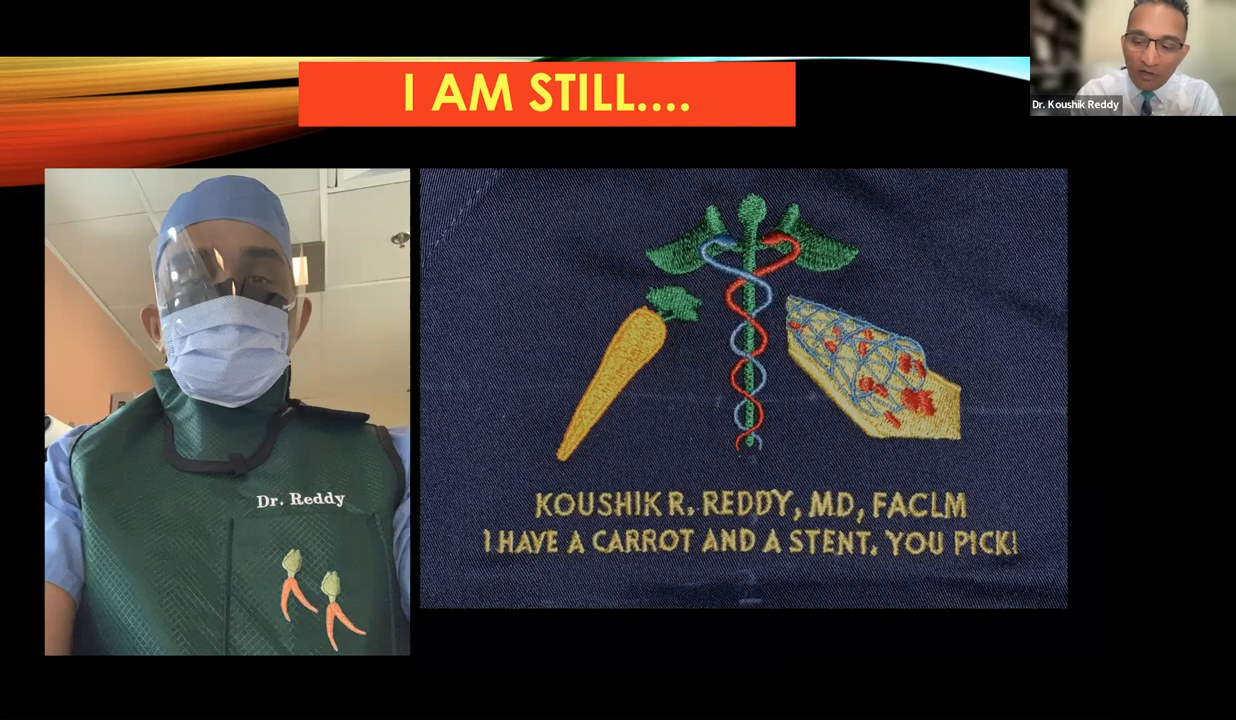 I AM STILL....
Dr. Koushik Reddy
Dr. Reddy
KOUSHIK R. REDDY, MD, FACLM
I HAVE A CARROT AND A STENT. YOU PICK!